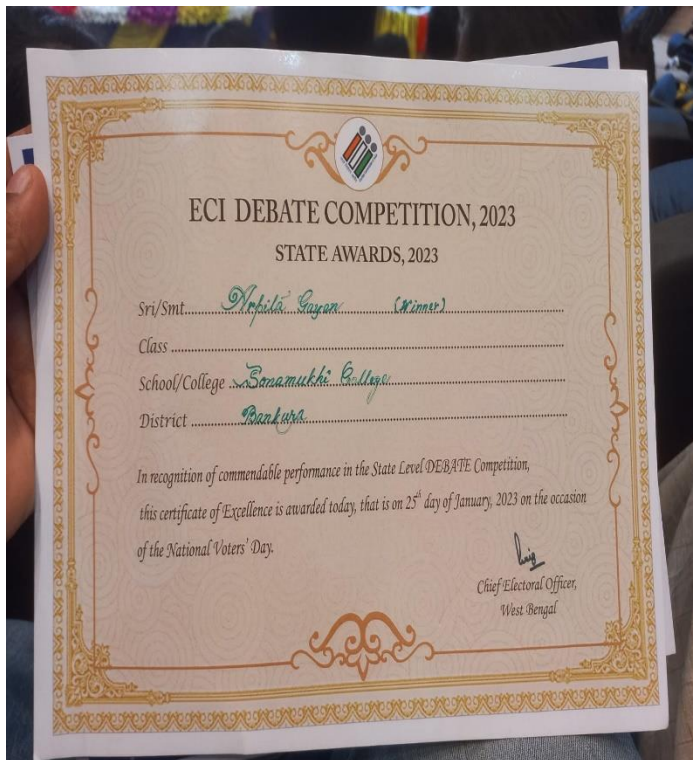 ECI DEBATE COMPETITION, 2023
STATE AWARDS, 2023
Sri/Smt.....Arpita Gayen (Winner)
Class
School/College Sonamukhi College
District Bankura
In recognition of commendable performance in the State Level DEBATE Competition,
this certificate of Excellence is awarded today, that is on 25th day of January, 2023 on the occasion
of the National Voters' Day.
Chief Electoral Officer,
West Bengal